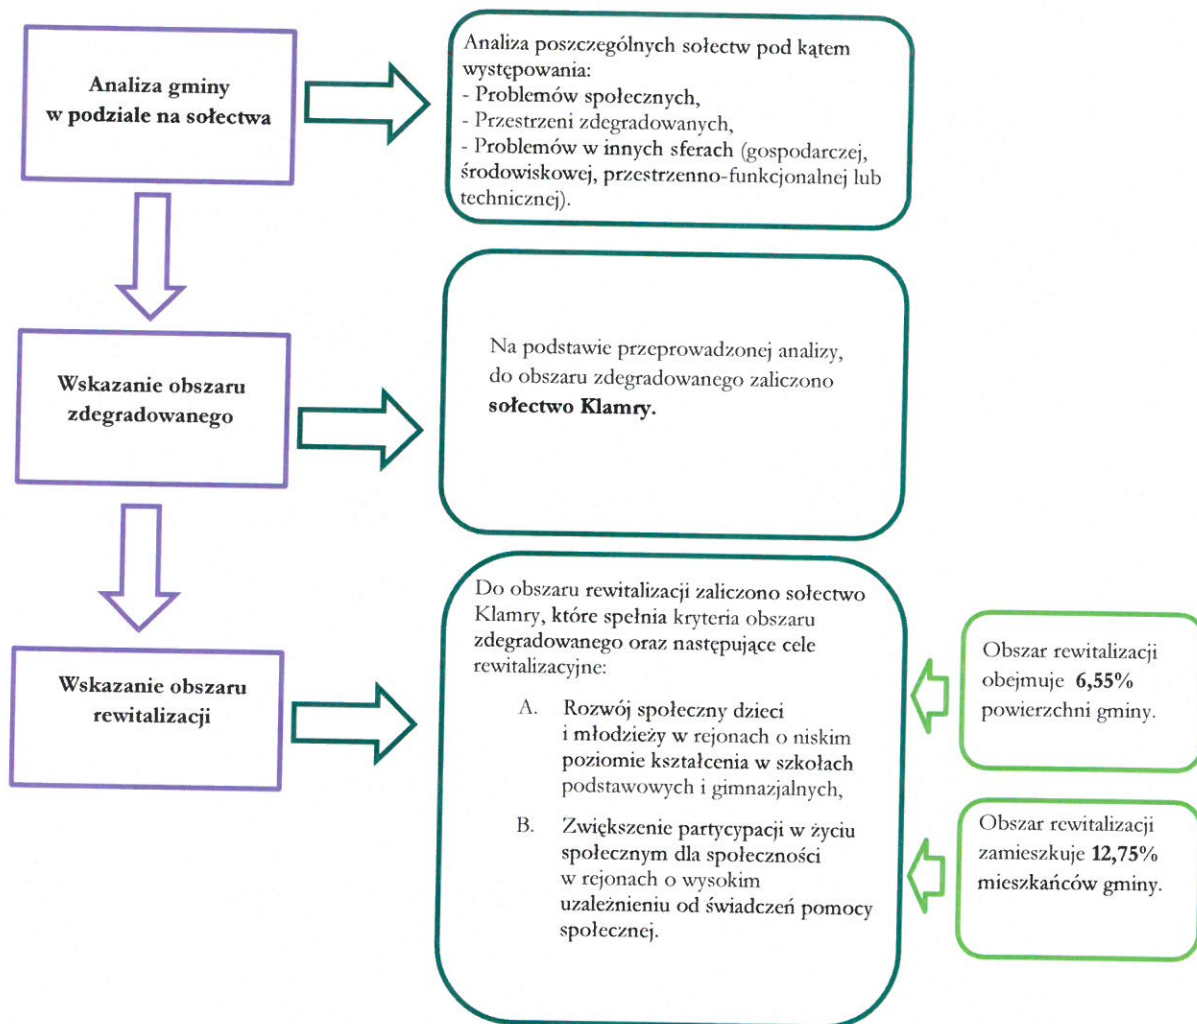 Analiza gminy
w podziale na sołectwa
Analiza poszczególnych sołectw pod kątem
występowania:
- Problemów społecznych,
- Przestrzeni zdegradowanych,
- Problemów w innych sferach (gospodarczej,
środowiskowej, przestrzenno-funkcjonalnej lub
technicznej).
Wskazanie obszaru
zdegradowanego
Na podstawie przeprowadzonej analizy,
do obszaru zdegradowanego zaliczono
sołectwo Klamry.
Wskazanie obszaru
rewitalizacji
Do obszaru rewitalizacji zaliczono sołectwo
Klamry, które spełnia kryteria obszaru
zdegradowanego oraz następujące cele
rewitalizacyjne:
A. Rozwój społeczny dzieci
i młodzieży w rejonach o niskim
poziomie kształcenia w szkołach
podstawowych i gimnazjalnych,
B. Zwiększenie partycypacji w życiu
społecznym dla społeczności
w rejonach o wysokim
uzależnieniu od świadczeń pomocy
społecznej.
Obszar rewitalizacji
obejmuje 6,55%
powierzchni gminy.
Obszar rewitalizacji
zamieszkuje 12,75%
mieszkańców gminy.